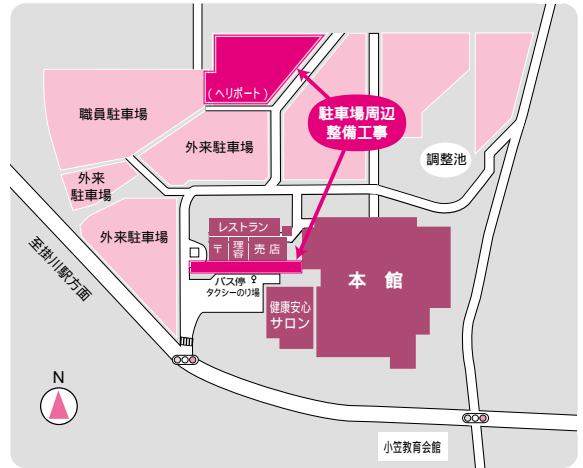 (ヘリポート)
職員駐車場
駐車場周辺
整備工事
外来駐車場
調整池
外来
駐車場
外来駐車場
レストラン
〒
理容
売店
至掛川駅方面
バス停
タクシーのり場
本館
健康安心
サロン
N
小笠教育会館